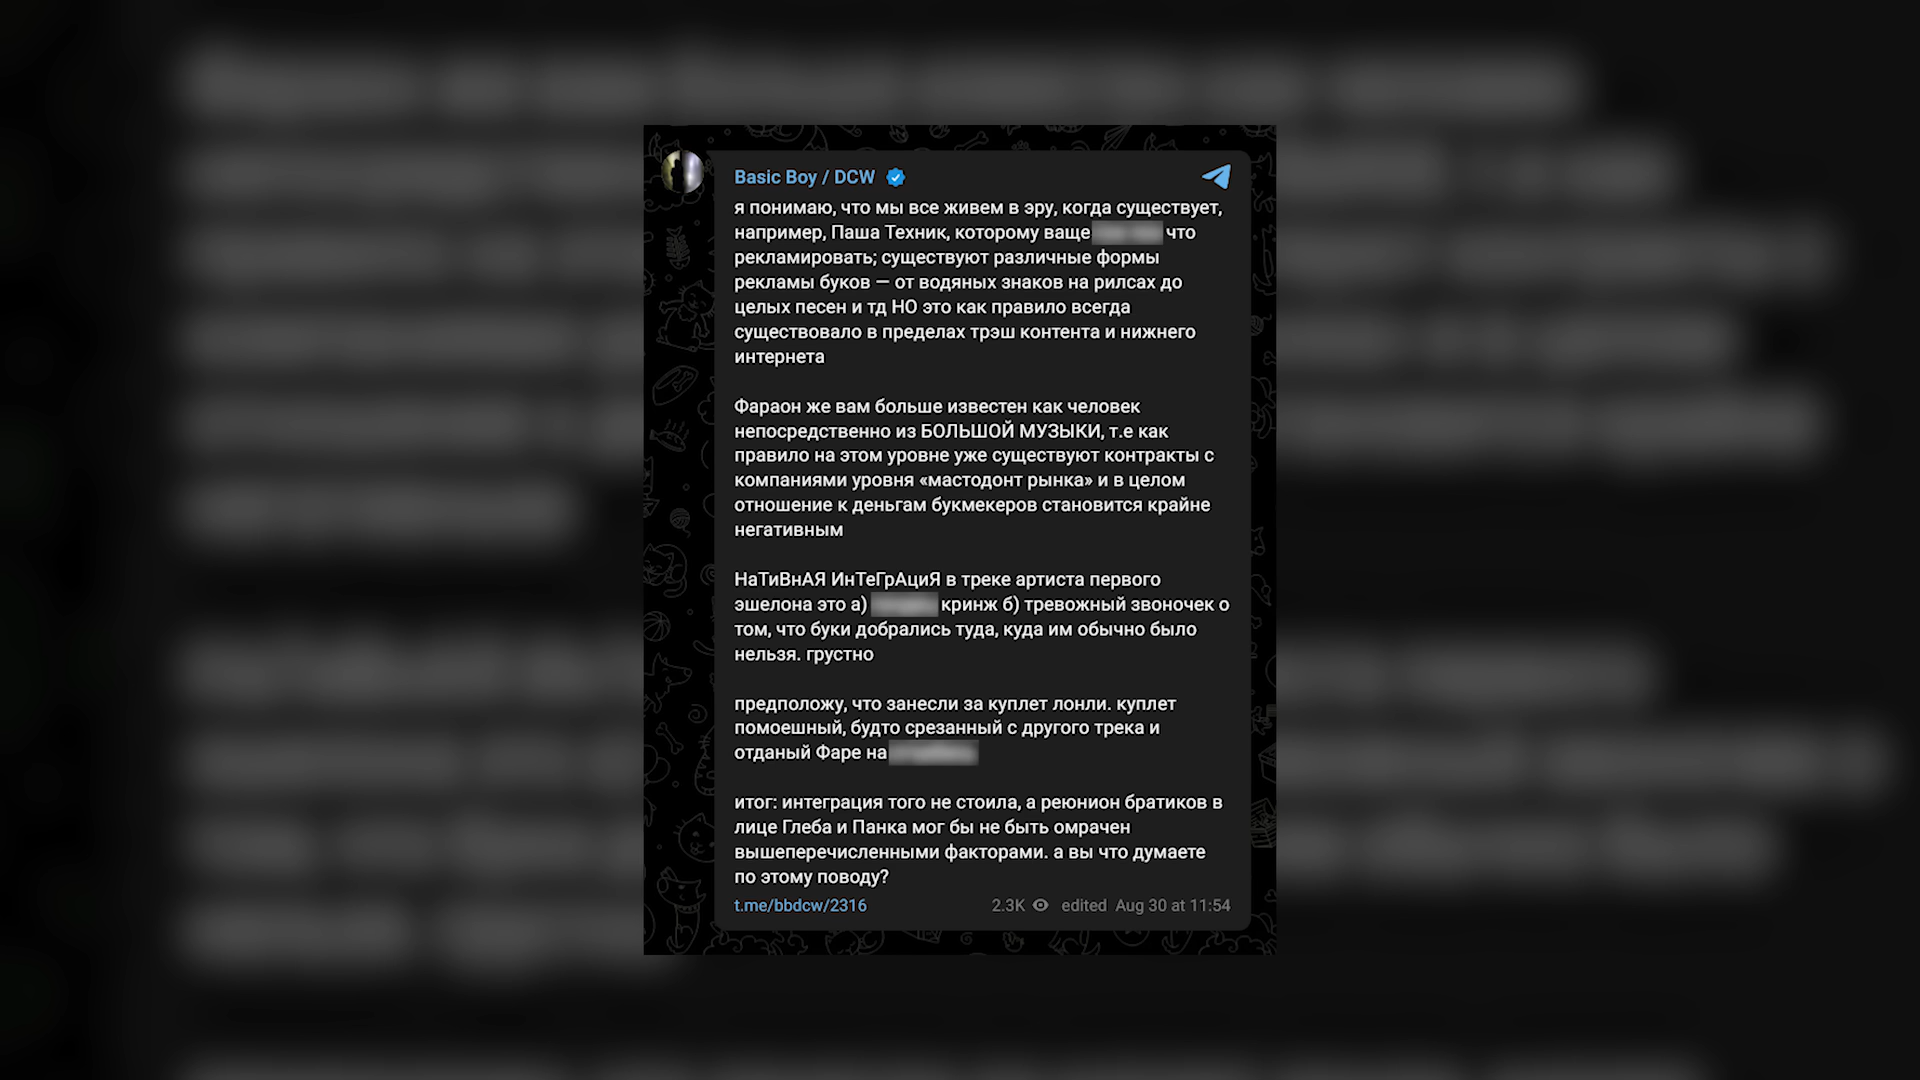 Basic Boy / DCW
я понимаю, что мы все живем в эру, когда существует,
например, Паша Техник, которому ваще что
рекламировать; существуют различные формы
рекламы буков — от водяных знаков на рилсах до
целых песен и тд НО это как правило всегда
существовало в пределах трэш контента и нижнего
интернета
Фараон же вам больше известен как человек
непосредственно из БОЛЬШОЙ МУЗЫКИ, т.е как
правило на этом уровне уже существуют контракты с
компаниями уровня «мастодонт рынка» и в целом
отношение к деньгам букмекеров становится крайне
негативным
НаТиВнАЯ ИнТеГрАциЯ в треке артиста первого
эшелона это а) кринж б) тревожный звоночек о
том, что буки добрались туда, куда им обычно было
нельзя. грустно
предположу, что занесли за куплет лонли. куплет
помоешный, будто срезанный с другого трека и
отданый Фаре на
итог: интеграция того не стоила, а реюнион братиков в
лице Глеба и Панка мог бы не быть омрачен
вышеперечисленными факторами. а вы что думаете
по этому поводу?
t.me/bbdcw/2316 2.3K edited Aug 30 at 11:54